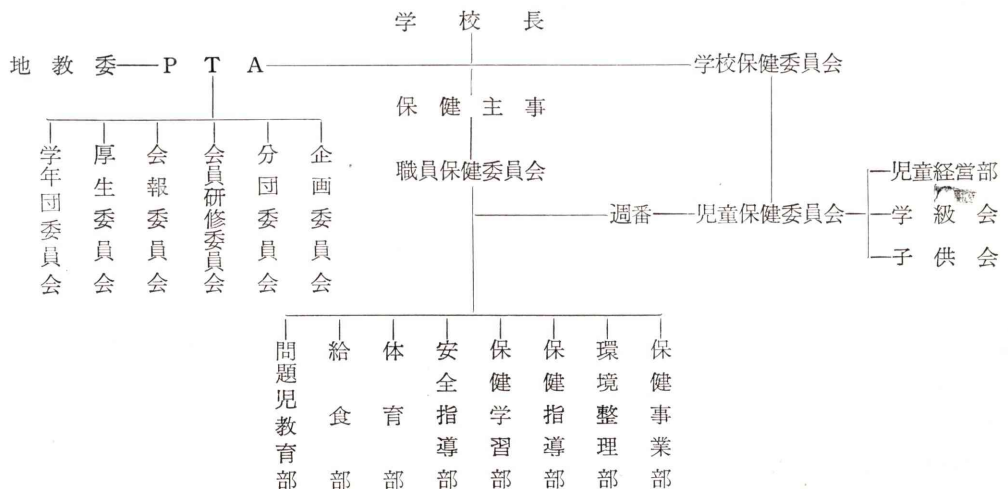 学校長
地教委
PTA
学校保健委員会
保健主事
職員保健委員会
学年団委員会
厚生委員会
会報委員会
会員研修委員会
分団委員会
企画委員会
週番
児童保健委員会
児童経営部
学級会
子供会
問題児教育部
給食部
体育部
安全指導部
保健学習部
保健指導部
環境整理部
保健事業部